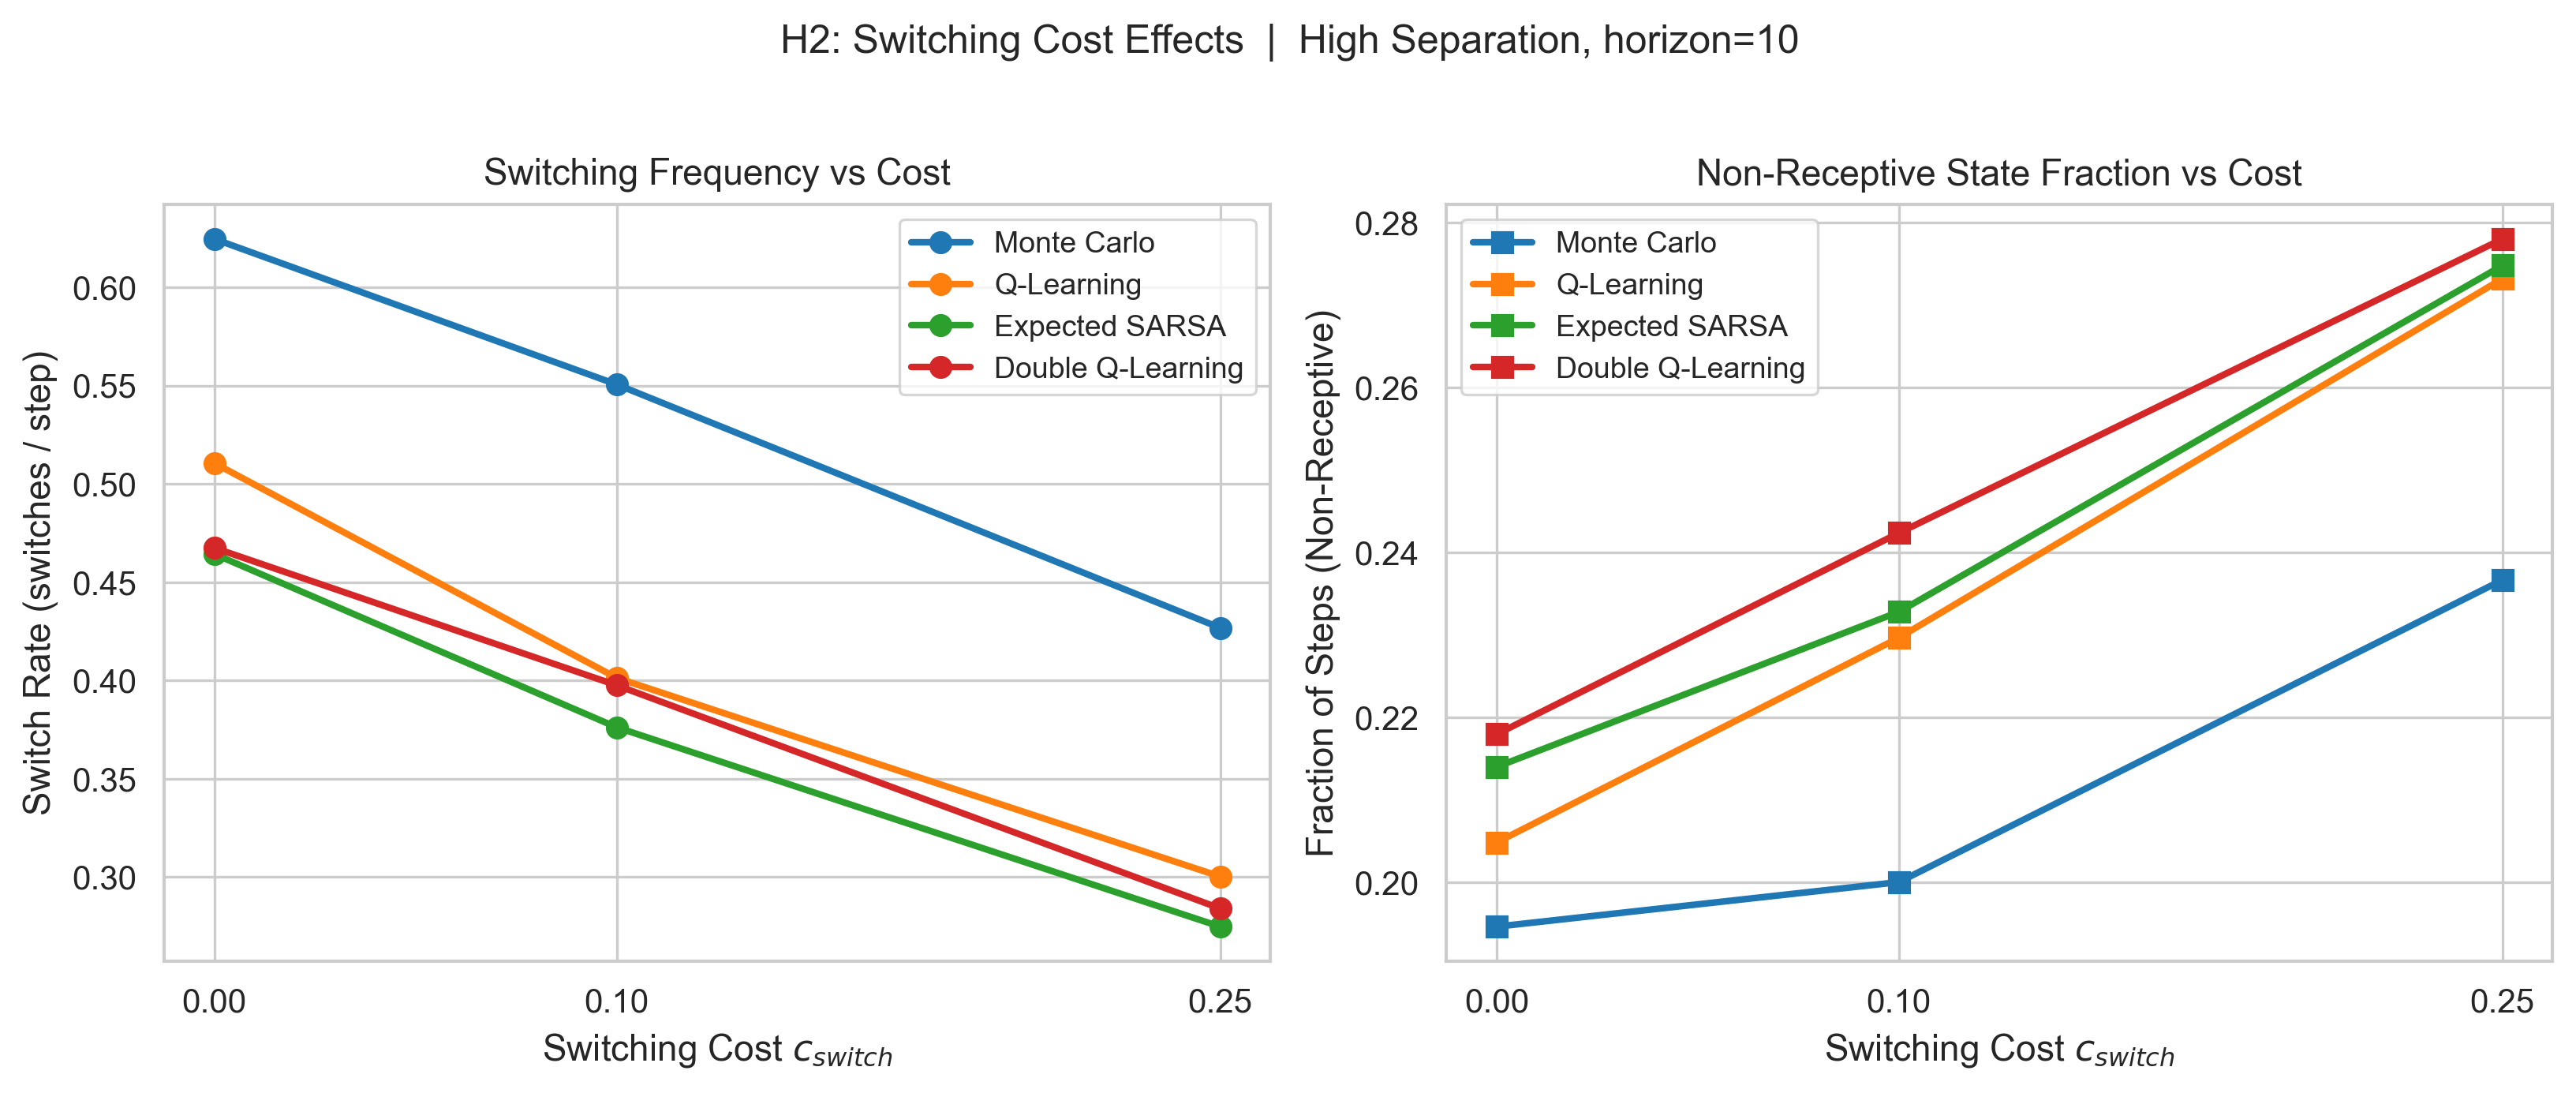 H2: Switching Cost Effects | High Separation, horizon=10
Switching Frequency vs Cost
Switch Rate (switches / step)
0.60
0.55
0.50
0.45
0.40
0.35
0.30
Monte Carlo
Q-Learning
Expected SARSA
Double Q-Learning
0.00 0.10 0.25
Switching Cost c_switch
Non-Receptive State Fraction vs Cost
Fraction of Steps (Non-Receptive)
0.28
0.26
0.24
0.22
0.20
Monte Carlo
Q-Learning
Expected SARSA
Double Q-Learning
0.00 0.10 0.25
Switching Cost c_switch